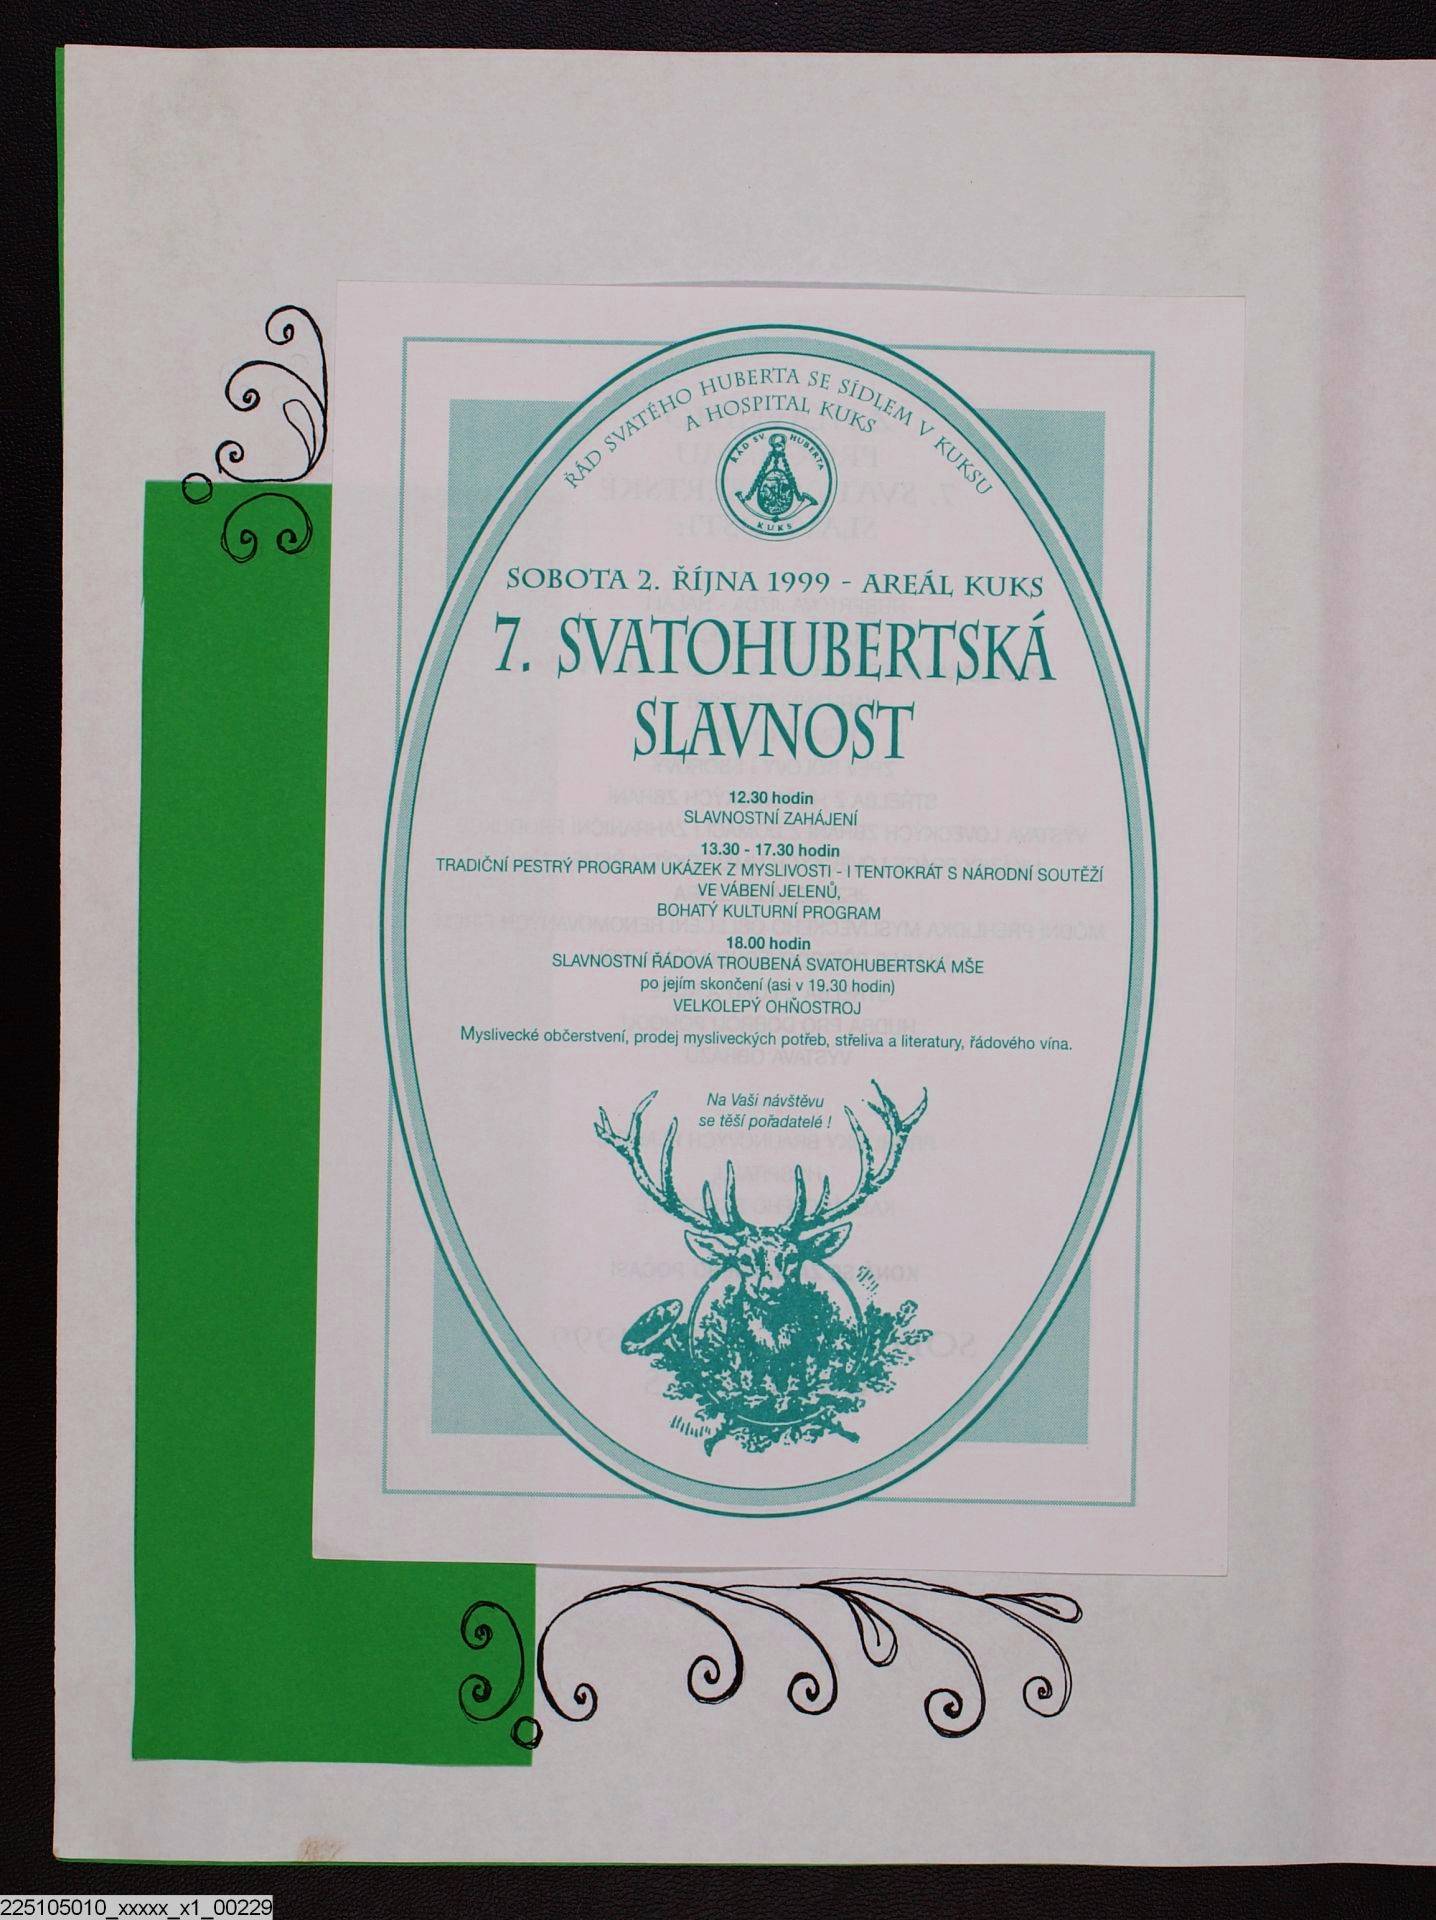 ŘÁD SVATÉHO HUBERTA SE SÍDLEM V KUKSU
A HOSPITAL KUKS
ŘÁD SV. HUBERTA
KUKS
SOBOTA 2. ŘÍJNA 1999 - AREÁL KUKS
7. SVATOHUBERTSKÁ
SLAVNOST
12.30 hodin
SLAVNOSTNÍ ZAHÁJENÍ
13.30 - 17.30 hodin
TRADIČNÍ PESTRÝ PROGRAM UKÁZEK Z MYSLIVOSTI - I TENTOKRÁT S NÁRODNÍ SOUTĚŽÍ
VE VÁBENÍ JELENŮ,
BOHATÝ KULTURNÍ PROGRAM
18.00 hodin
SLAVNOSTNÍ ŘÁDOVÁ TROUBENÁ SVATOHUBERTSKÁ MŠE
po jejím skončení (asi v 19.30 hodin)
VELKOLEPÝ OHŇOSTROJ
Myslivecké občerstvení, prodej mysliveckých potřeb, střeliva a literatury, řádového vína.
Na Vaši návštěvu
se těší pořadatelé !
225105010_xxxxx_x1_00229